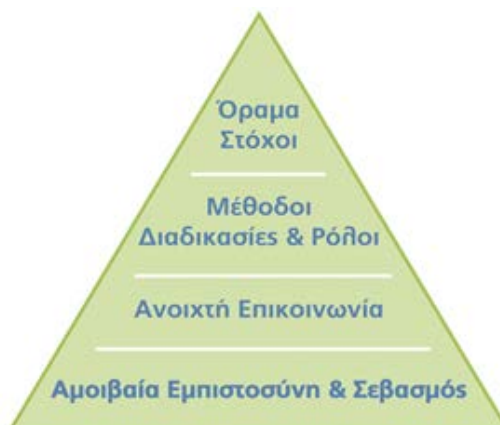 Όραμα
Στόχοι
Μέθοδοι
Διαδικασίες & Ρόλοι
Ανοιχτή Επικοινωνία
Αμοιβαία Εμπιστοσύνη & Σεβασμός